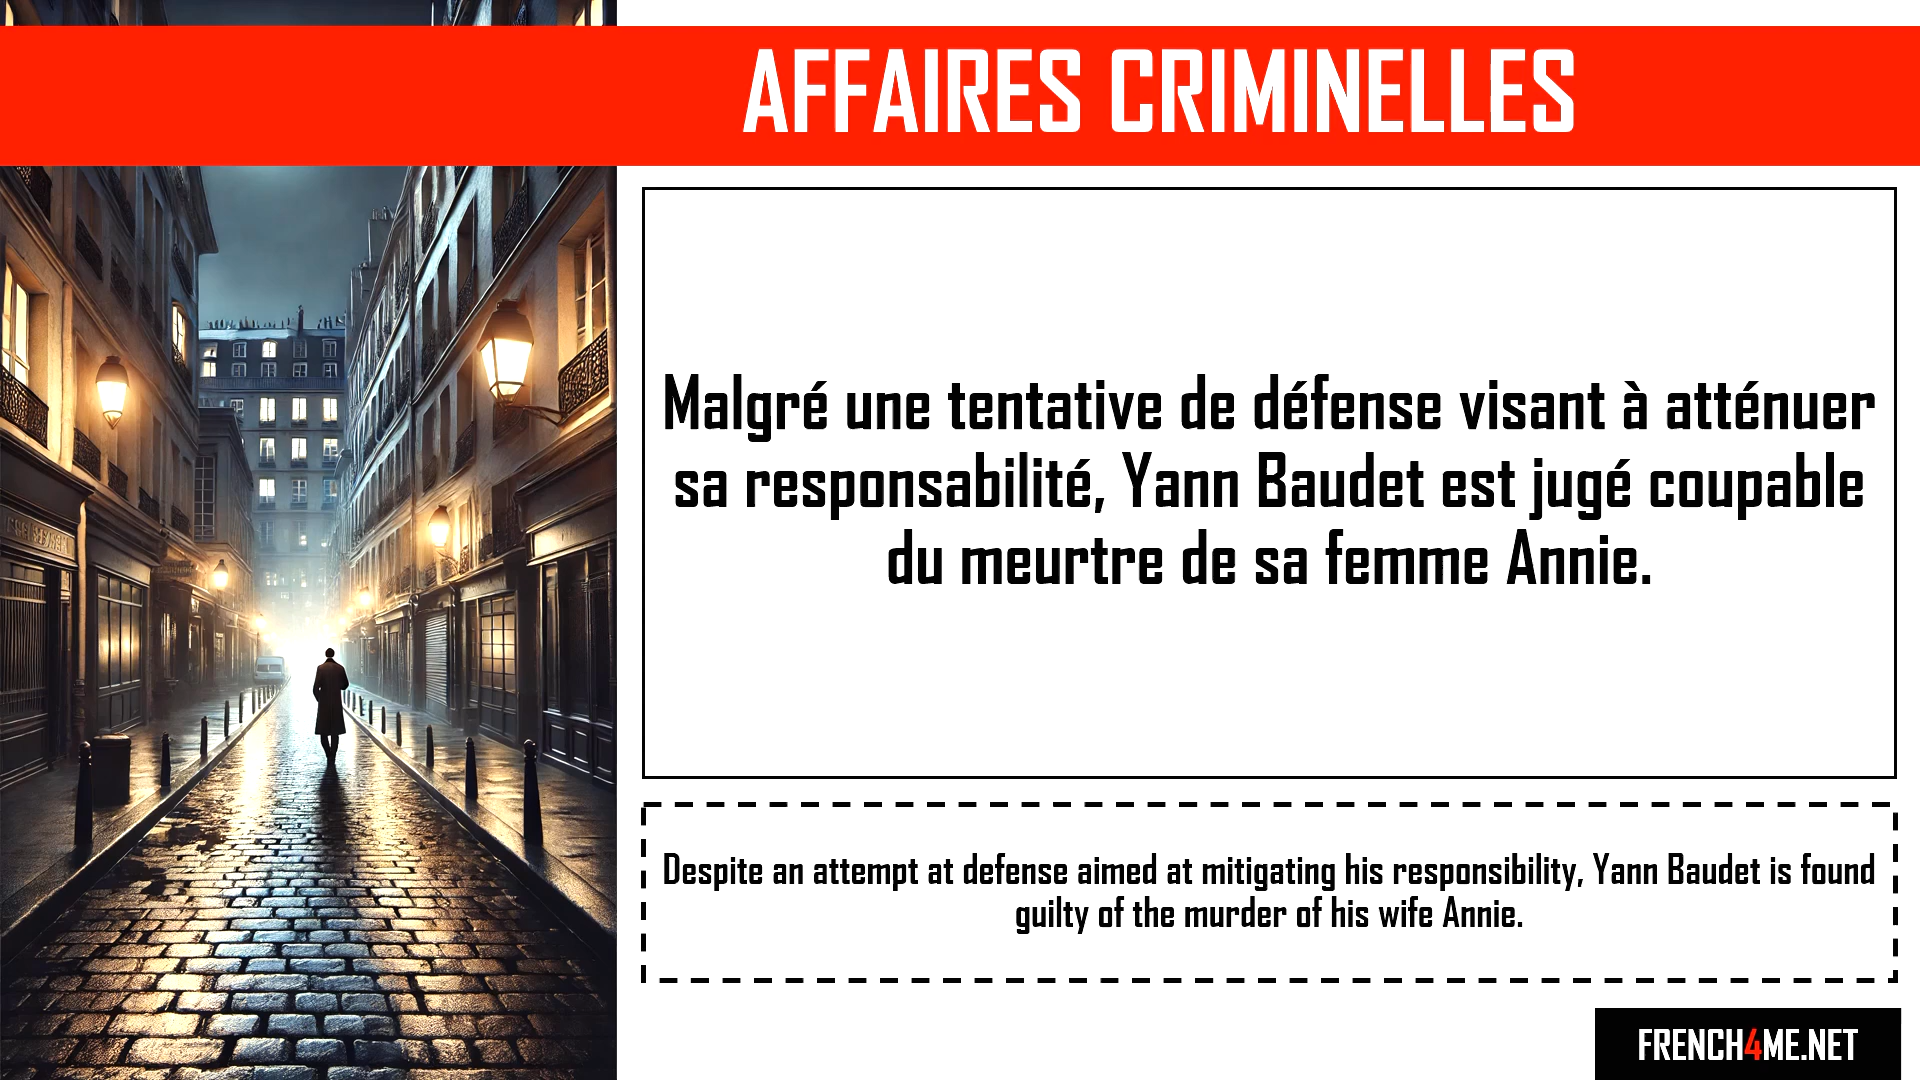 AFFAIRES CRIMINELLES
Malgré une tentative de défense visant à atténuer
sa responsabilité, Yann Baudet est jugé coupable
du meurtre de sa femme Annie.
Despite an attempt at defense aimed at mitigating his responsibility, Yann Baudet is found
guilty of the murder of his wife Annie.
FRENCH4ME.NET